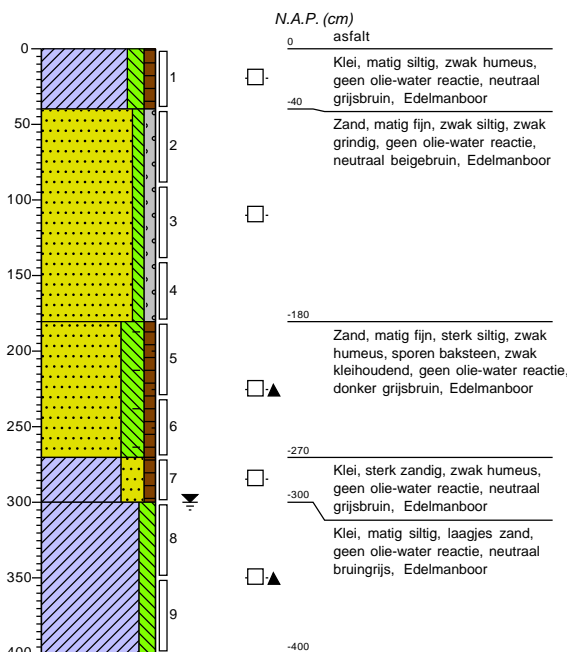 N.A.P. (cm)
0
asfalt
0
Klei, matig siltig, zwak humeus,
geen olie-water reactie, neutraal
grijsbruin, Edelmanboor
1
-40
Zand, matig fijn, zwak siltig, zwak
grindig, geen olie-water reactie,
neutraal beigebruin, Edelmanboor
50
2
100
3
150
4
-180
Zand, matig fijn, sterk siltig, zwak
humeus, sporen baksteen, zwak
kleihoudend, geen olie-water reactie,
donker grijsbruin, Edelmanboor
200
5
250
6
-270
Klei, sterk zandig, zwak humeus,
geen olie-water reactie, neutraal
grijsbruin, Edelmanboor
7
300
-300
Klei, matig siltig, laagjes zand,
geen olie-water reactie, neutraal
bruingrijs, Edelmanboor
8
350
9
400
-400